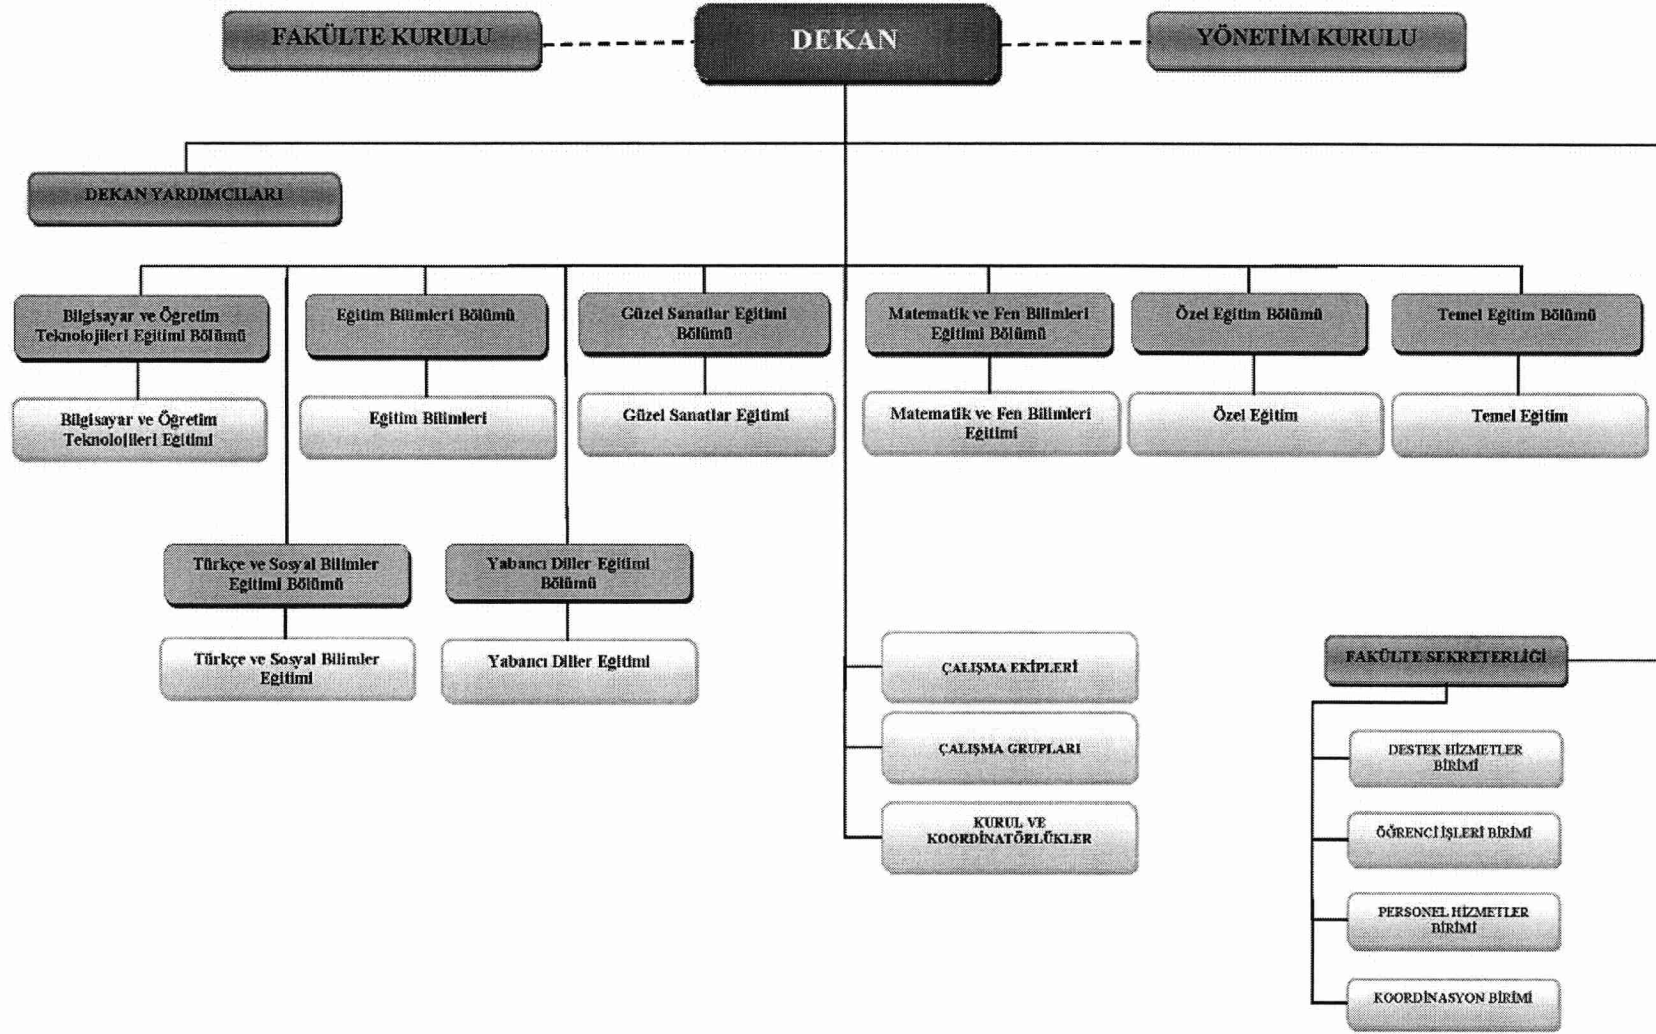 FAKÜLTE KURULU
DEKAN
YÖNETİM KURULU
DEKAN YARDIMCILARI
Bilgisayar ve Öğretim
Teknolojileri Eğitimi Bölümü
Eğitim Bilimleri Bölümü
Güzel Sanatlar Eğitimi
Bölümü
Matematik ve Fen Bilimleri
Eğitimi Bölümü
Özel Eğitim Bölümü
Temel Eğitim Bölümü
Bilgisayar ve Öğretim
Teknolojileri Eğitimi
Eğitim Bilimleri
Güzel Sanatlar Eğitimi
Matematik ve Fen Bilimleri
Eğitimi
Özel Eğitim
Temel Eğitim
Türkçe ve Sosyal Bilimler
Eğitimi Bölümü
Yabancı Diller Eğitimi
Bölümü
Türkçe ve Sosyal Bilimler
Eğitimi
Yabancı Diller Eğitimi
ÇALIŞMA EKİPLERİ
ÇALIŞMA GRUPLARI
KURUL VE
KOORDİNATÖRLÜKLER
FAKÜLTE SEKRETERLİĞİ
DESTEK HİZMETLER
BİRİMİ
ÖĞRENCİ İŞLERİ BİRİMİ
PERSONEL HİZMETLER
BİRİMİ
KOORDİNASYON BİRİMİ